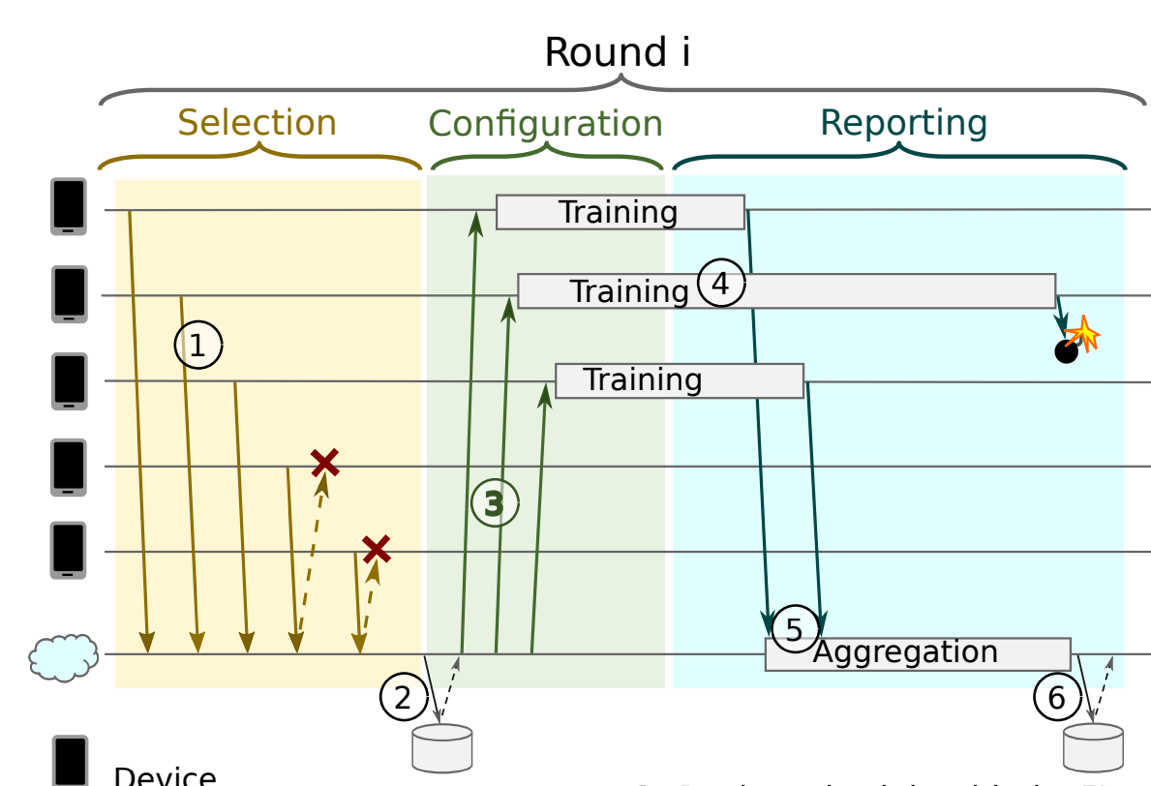 Round i
Selection
Configuration
Reporting
Training
Training
4
1
Training
3
5
Aggregation
2
6
Device